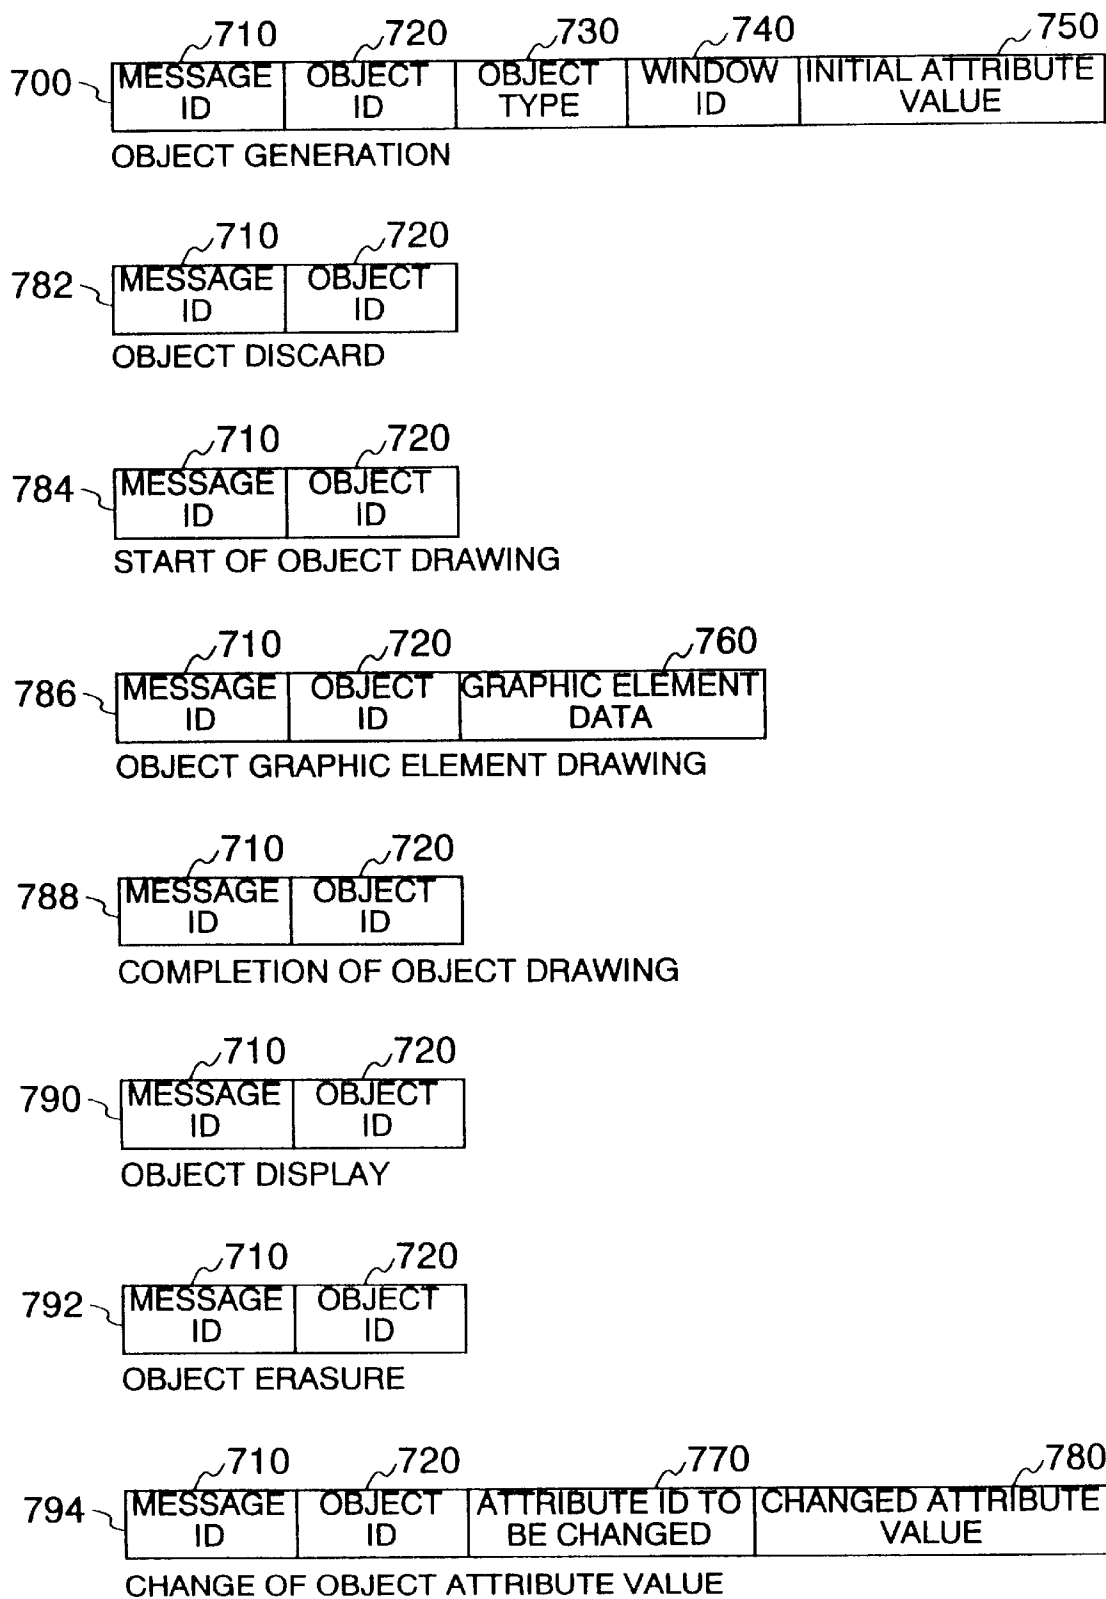 710 720 730 740 750
700 MESSAGE ID OBJECT ID OBJECT TYPE WINDOW ID INITIAL ATTRIBUTE VALUE
OBJECT GENERATION
710 720
782 MESSAGE ID OBJECT ID
OBJECT DISCARD
710 720
784 MESSAGE ID OBJECT ID
START OF OBJECT DRAWING
710 720 760
786 MESSAGE ID OBJECT ID GRAPHIC ELEMENT DATA
OBJECT GRAPHIC ELEMENT DRAWING
710 720
788 MESSAGE ID OBJECT ID
COMPLETION OF OBJECT DRAWING
710 720
790 MESSAGE ID OBJECT ID
OBJECT DISPLAY
710 720
792 MESSAGE ID OBJECT ID
OBJECT ERASURE
710 720 770 780
794 MESSAGE ID OBJECT ID ATTRIBUTE ID TO BE CHANGED CHANGED ATTRIBUTE VALUE
CHANGE OF OBJECT ATTRIBUTE VALUE